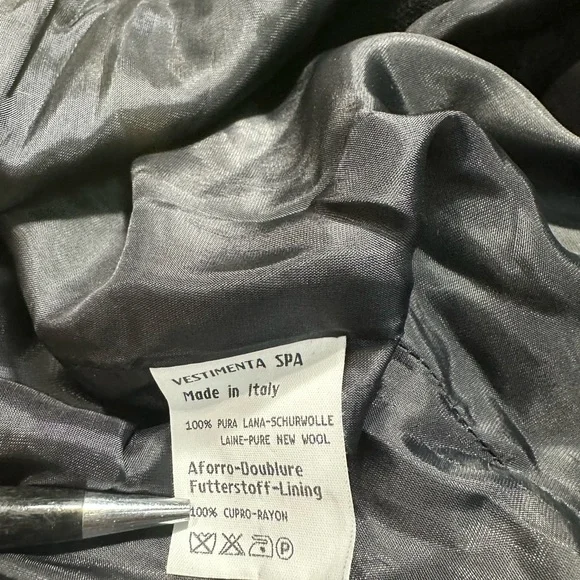 VESTIMENTA SPA
Made in Italy
100% PURA LANA-SCHURWOLLE
LAINE-PURE NEW WOOL
Aforro-Doublure
Futterstoff-Lining
100% CUPRO-RAYON
P